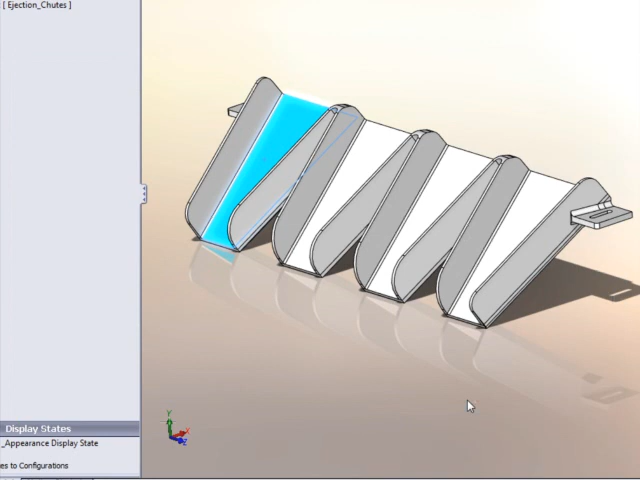 [ Ejection_Chutes ]
Y
X
Z
Display States
_Appearance Display State
es to Configurations